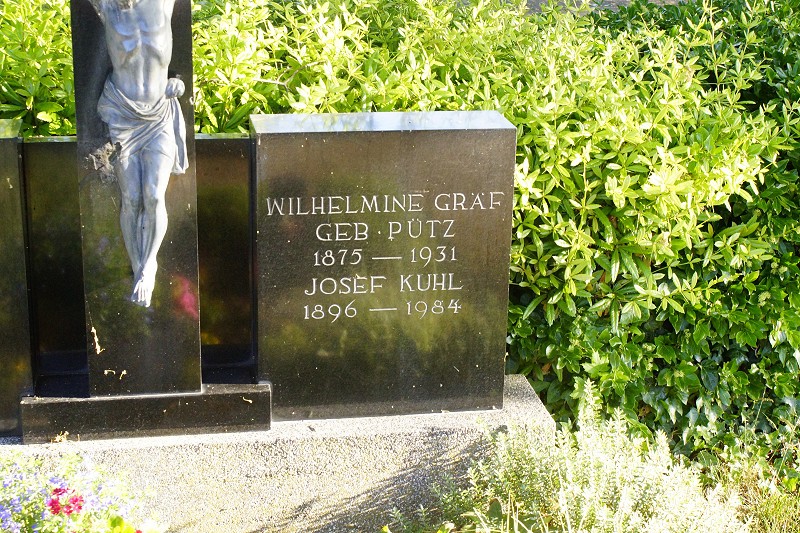 WILHELMINE GRÄF
GEB · PÜTZ
1875 — 1931
JOSEF KUHL
1896 — 1984